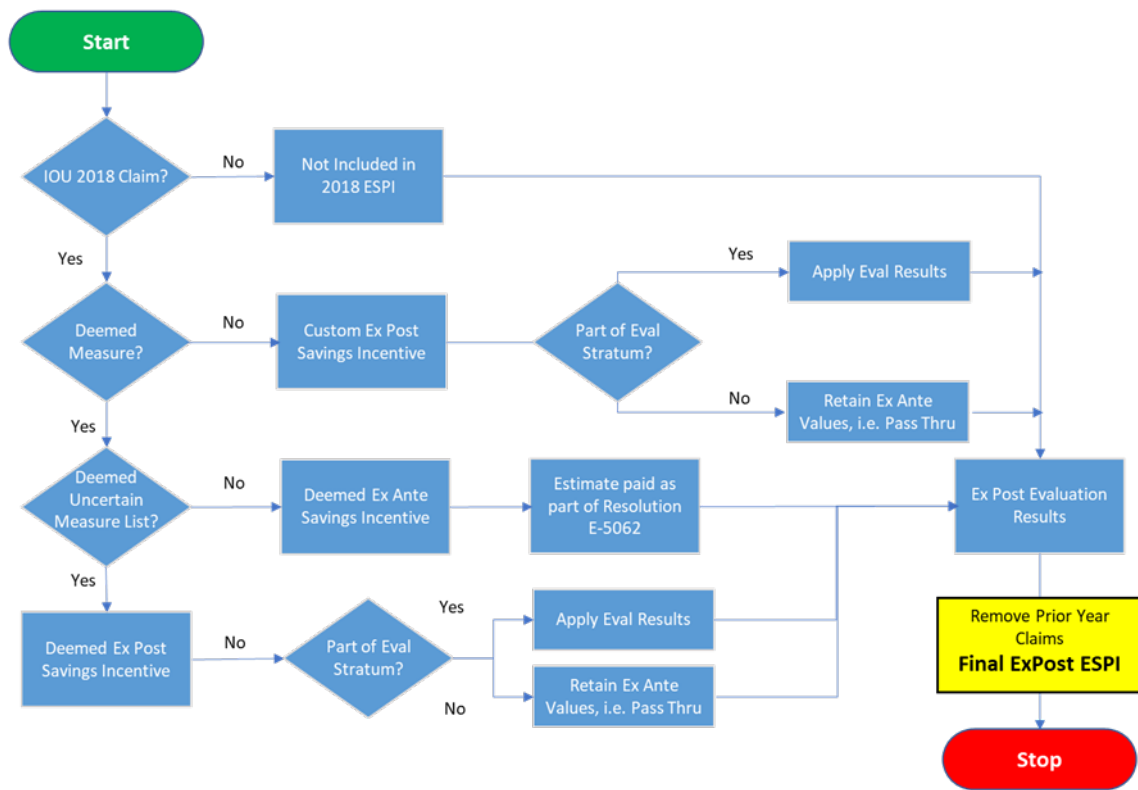 Start
IOU 2018 Claim?
No
Not Included in
2018 ESPI
Yes
Deemed
Measure?
No
Custom Ex Post
Savings Incentive
Part of Eval
Stratum?
Yes
Apply Eval Results
No
Retain Ex Ante
Values, i.e. Pass Thru
Yes
Deemed
Uncertain
Measure List?
No
Deemed Ex Ante
Savings Incentive
Estimate paid as
part of Resolution
E-5062
Ex Post Evaluation
Results
Yes
Deemed Ex Post
Savings Incentive
No
Part of Eval
Stratum?
Yes
Apply Eval Results
No
Retain Ex Ante
Values, i.e. Pass Thru
Remove Prior Year
Claims
Final ExPost ESPI
Stop